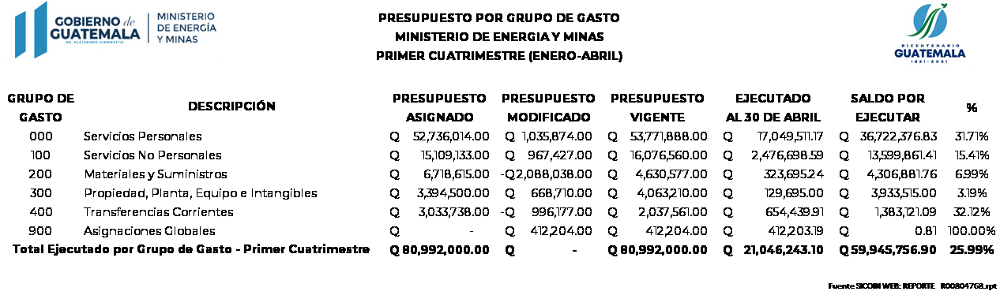 GOBIERNO de
GUATEMALA
DR. ALEJANDRO GIAMMATTEI
MINISTERIO
DE ENERGÍA
Y MINAS
PRESUPUESTO POR GRUPO DE GASTO
MINISTERIO DE ENERGIA Y MINAS
PRIMER CUATRIMESTRE (ENERO-ABRIL)
BICENTENARIO
GUATEMALA
1821-2021
GRUPO DE GASTO DESCRIPCIÓN PRESUPUESTO ASIGNADO PRESUPUESTO MODIFICADO PRESUPUESTO VIGENTE EJECUTADO AL 30 DE ABRIL SALDO POR EJECUTAR %
000 Servicios Personales Q 52,736,014.00 Q 1,035,874.00 Q 53,771,888.00 Q 17,049,511.17 Q 36,722,376.83 31.71%
100 Servicios No Personales Q 15,109,133.00 Q 967,427.00 Q 16,076,560.00 Q 2,476,698.59 Q 13,599,861.41 15.41%
200 Materiales y Suministros Q 6,718,615.00 -Q2,088,038.00 Q 4,630,577.00 Q 323,695.24 Q 4,306,881.76 6.99%
300 Propiedad, Planta, Equipo e Intangibles Q 3,394,500.00 Q 668,710.00 Q 4,063,210.00 Q 129,695.00 Q 3,933,515.00 3.19%
400 Transferencias Corrientes Q 3,033,738.00 -Q 996,177.00 Q 2,037,561.00 Q 654,439.91 Q 1,383,121.09 32.12%
900 Asignaciones Globales Q - Q 412,204.00 Q 412,204.00 Q 412,203.19 Q 0.81 100.00%
Total Ejecutado por Grupo de Gasto - Primer Cuatrimestre Q 80,992,000.00 Q - Q 80,992,000.00 Q 21,046,243.10 Q 59,945,756.90 25.99%
Fuente SICOIN WEB: REPORTE R00804768.rpt